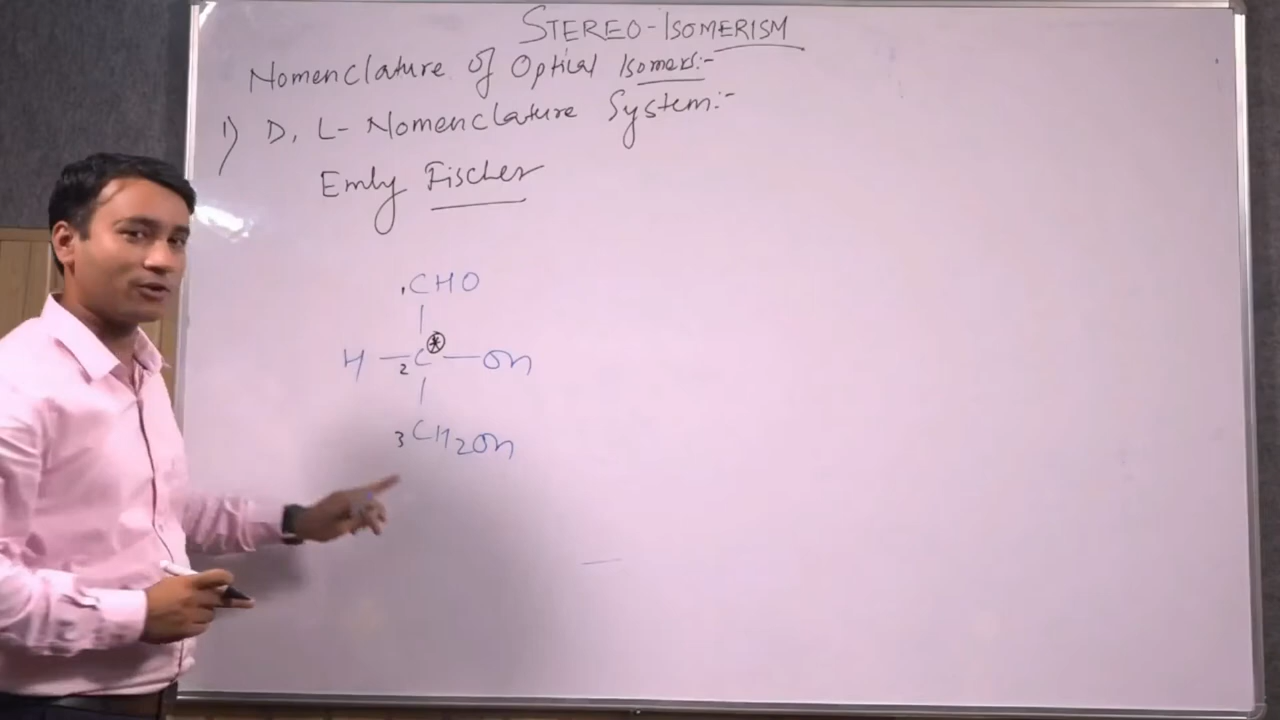 STEREO-ISOMERISM
Nomenclature of Optical Isomers:-
1) D, L- Nomenclature System:-
Emly Fischer
1CHO
H — 2C* — OH
3CH2OH